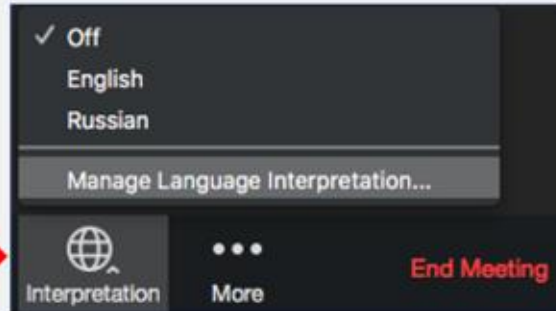 ✓ Off
English
Russian
Manage Language Interpretation...
Interpretation
More
End Meeting